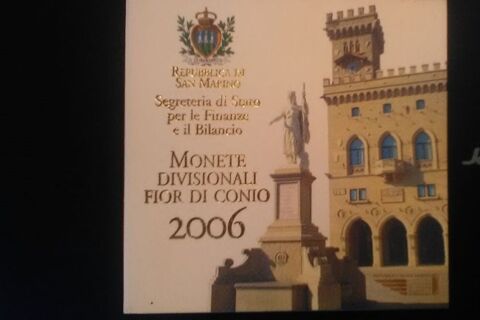 REPUBBLICA DI
SAN MARINO
Segreteria di Stato
per le Finanze
e il Bilancio
MONETE
DIVISIONALI
FIOR DI CONIO
2006